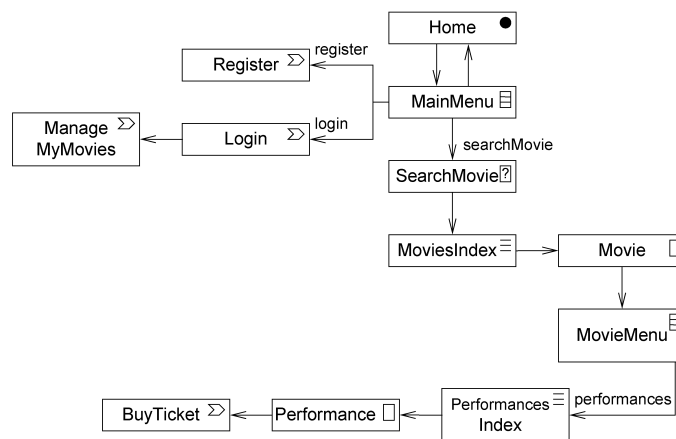 Home
register
Register
MainMenu
login
Manage
MyMovies
Login
searchMovie
SearchMovie ?
MoviesIndex
Movie
MovieMenu
performances
BuyTicket
Performance
Performances
Index